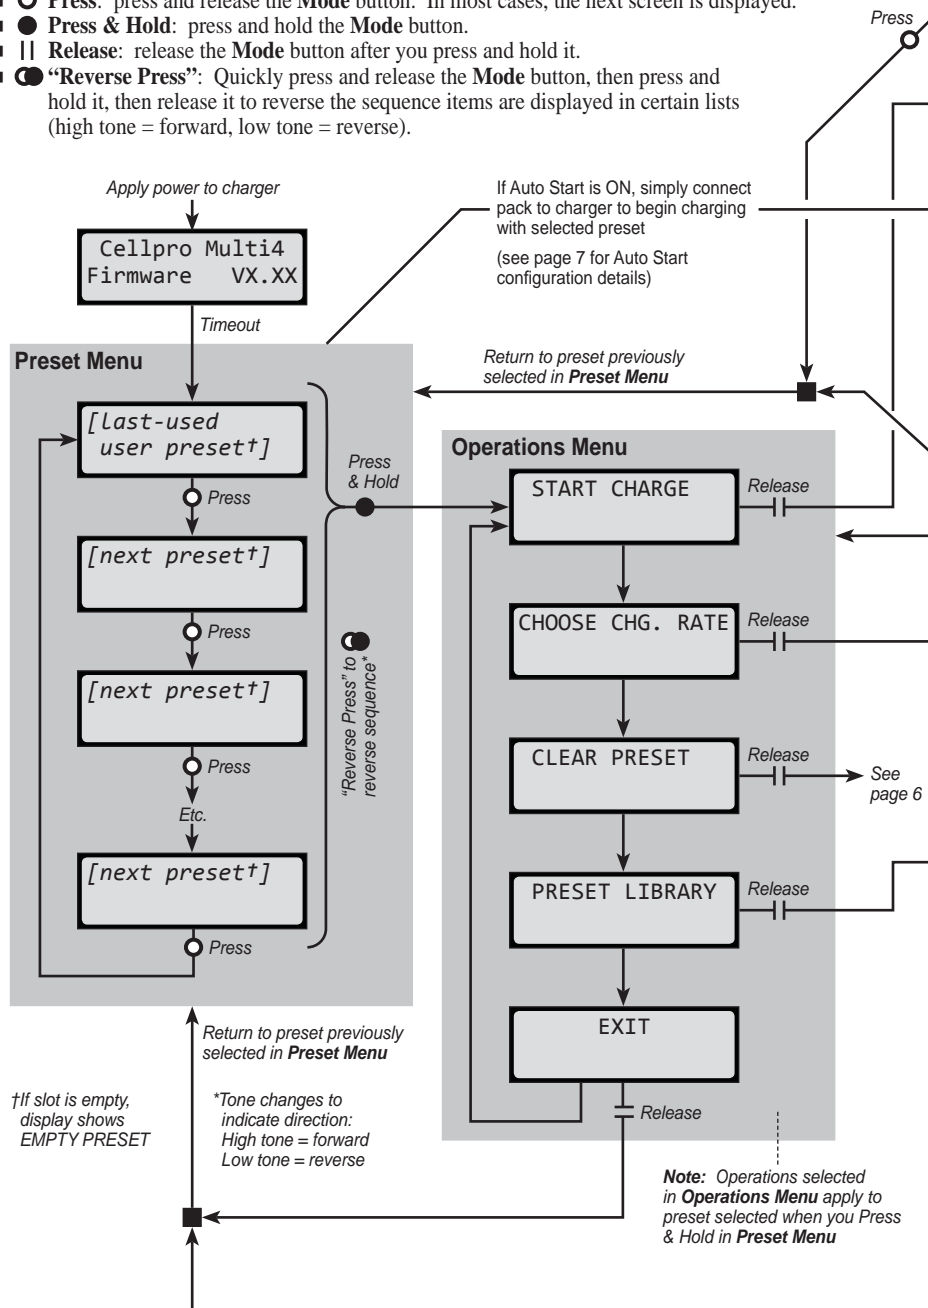 Press: press and release the Mode button. In most cases, the next screen is displayed.
Press & Hold: press and hold the Mode button.
Release: release the Mode button after you press and hold it.
“Reverse Press”: Quickly press and release the Mode button, then press and
hold it, then release it to reverse the sequence items are displayed in certain lists
(high tone = forward, low tone = reverse).
Press
Apply power to charger
Cellpro Multi4
Firmware VX.XX
Timeout
If Auto Start is ON, simply connect
pack to charger to begin charging
with selected preset
(see page 7 for Auto Start
configuration details)
Preset Menu
[last-used
user preset†]
Press
[next preset†]
Press
[next preset†]
Press
Etc.
[next preset†]
Press
Press
& Hold
“Reverse Press” to
reverse sequence*
Return to preset previously
selected in Preset Menu
Operations Menu
START CHARGE
Release
CHOOSE CHG. RATE
Release
CLEAR PRESET
Release
See
page 6
PRESET LIBRARY
Release
EXIT
Release
Return to preset previously
selected in Preset Menu
†If slot is empty,
display shows
EMPTY PRESET
*Tone changes to
indicate direction:
High tone = forward
Low tone = reverse
Note: Operations selected
in Operations Menu apply to
preset selected when you Press
& Hold in Preset Menu